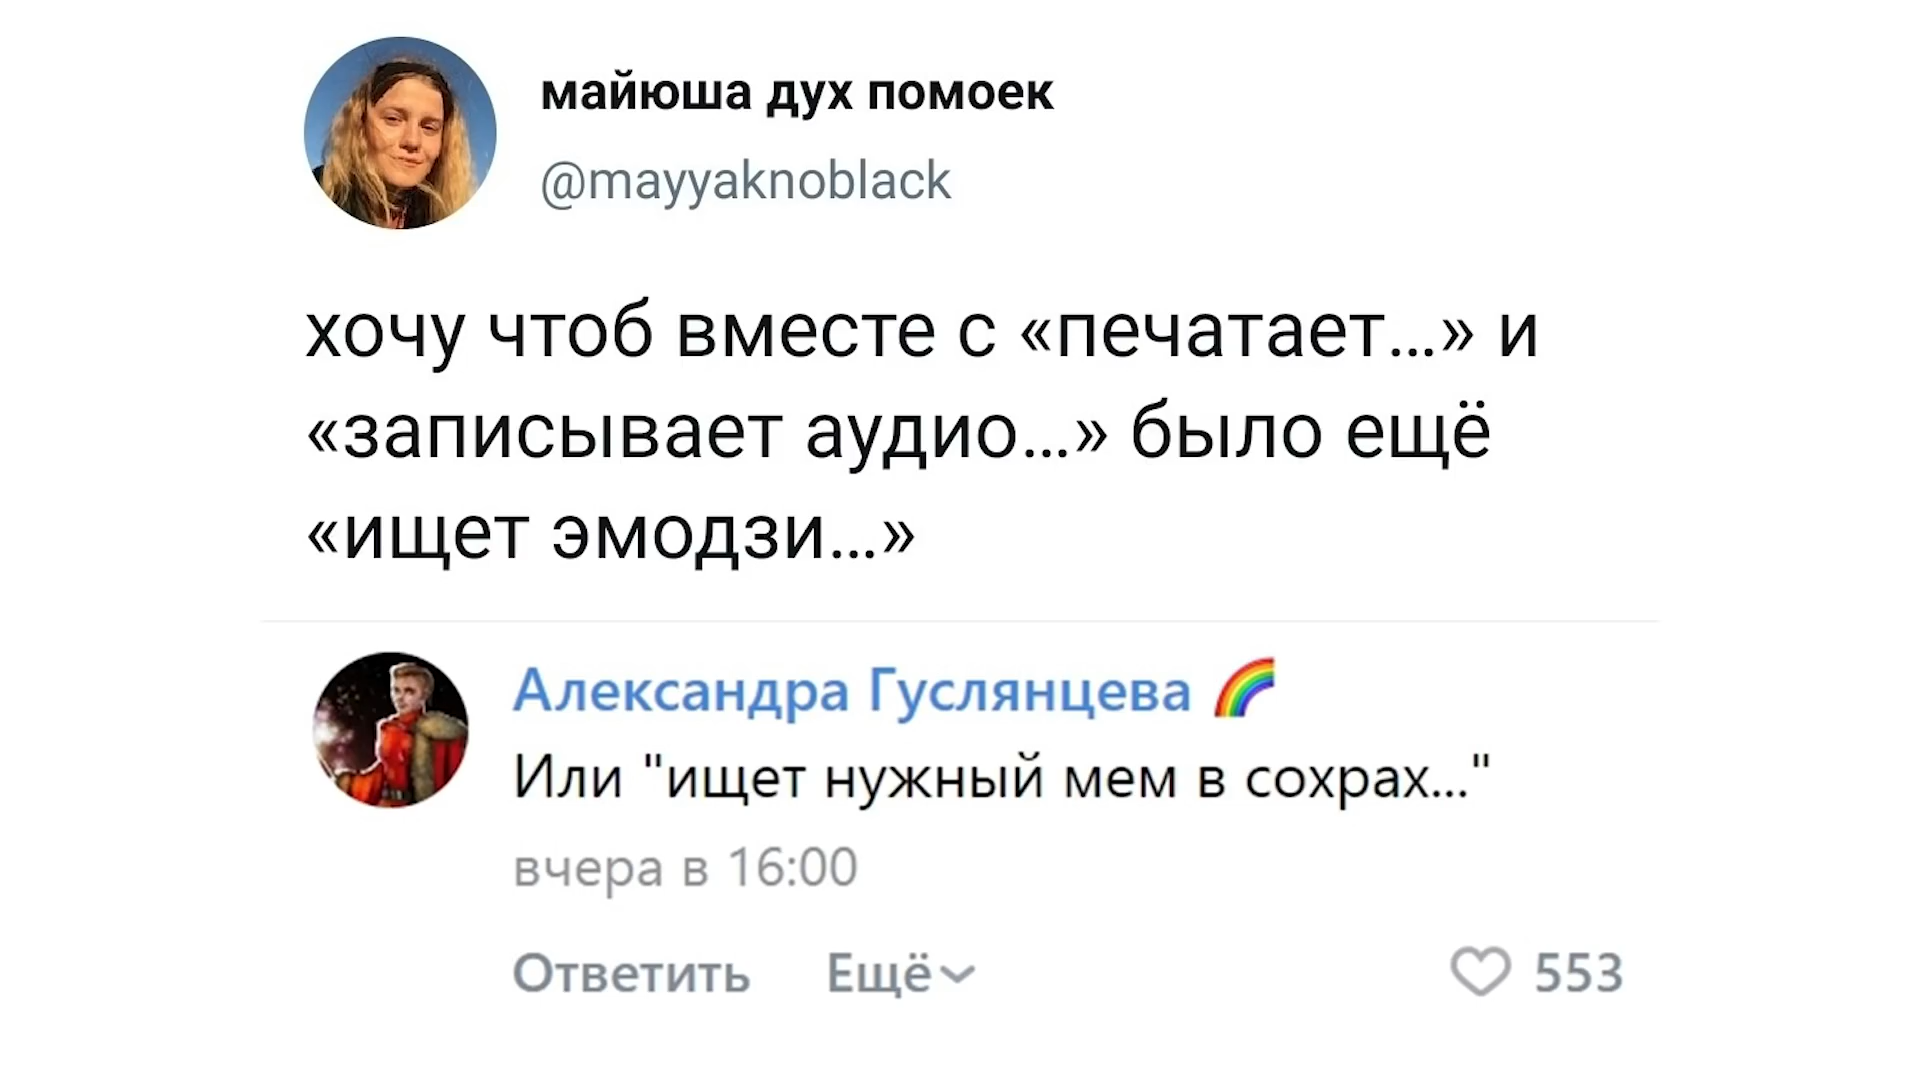 майюша дух помоек
@mayyaknoblack
хочу чтоб вместе с «печатает...» и
«записывает аудио...» было ещё
«ищет эмодзи...»
Александра Гуслянцева 🌈
Или "ищет нужный мем в сохрах..."
вчера в 16:00
Ответить Ещё
553